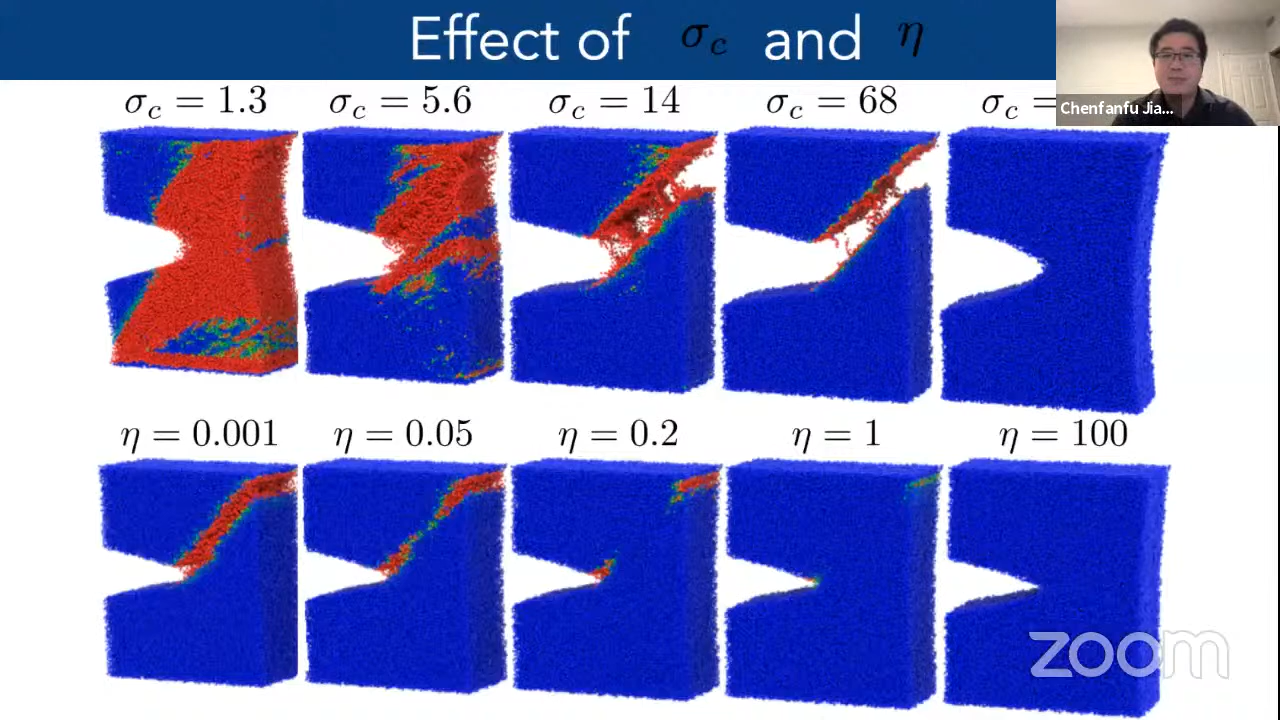 Effect of σc and η
Chenfanfu Jia...
σc = 1.3 σc = 5.6 σc = 14 σc = 68 σc =
η = 0.001 η = 0.05 η = 0.2 η = 1 η = 100
zoom